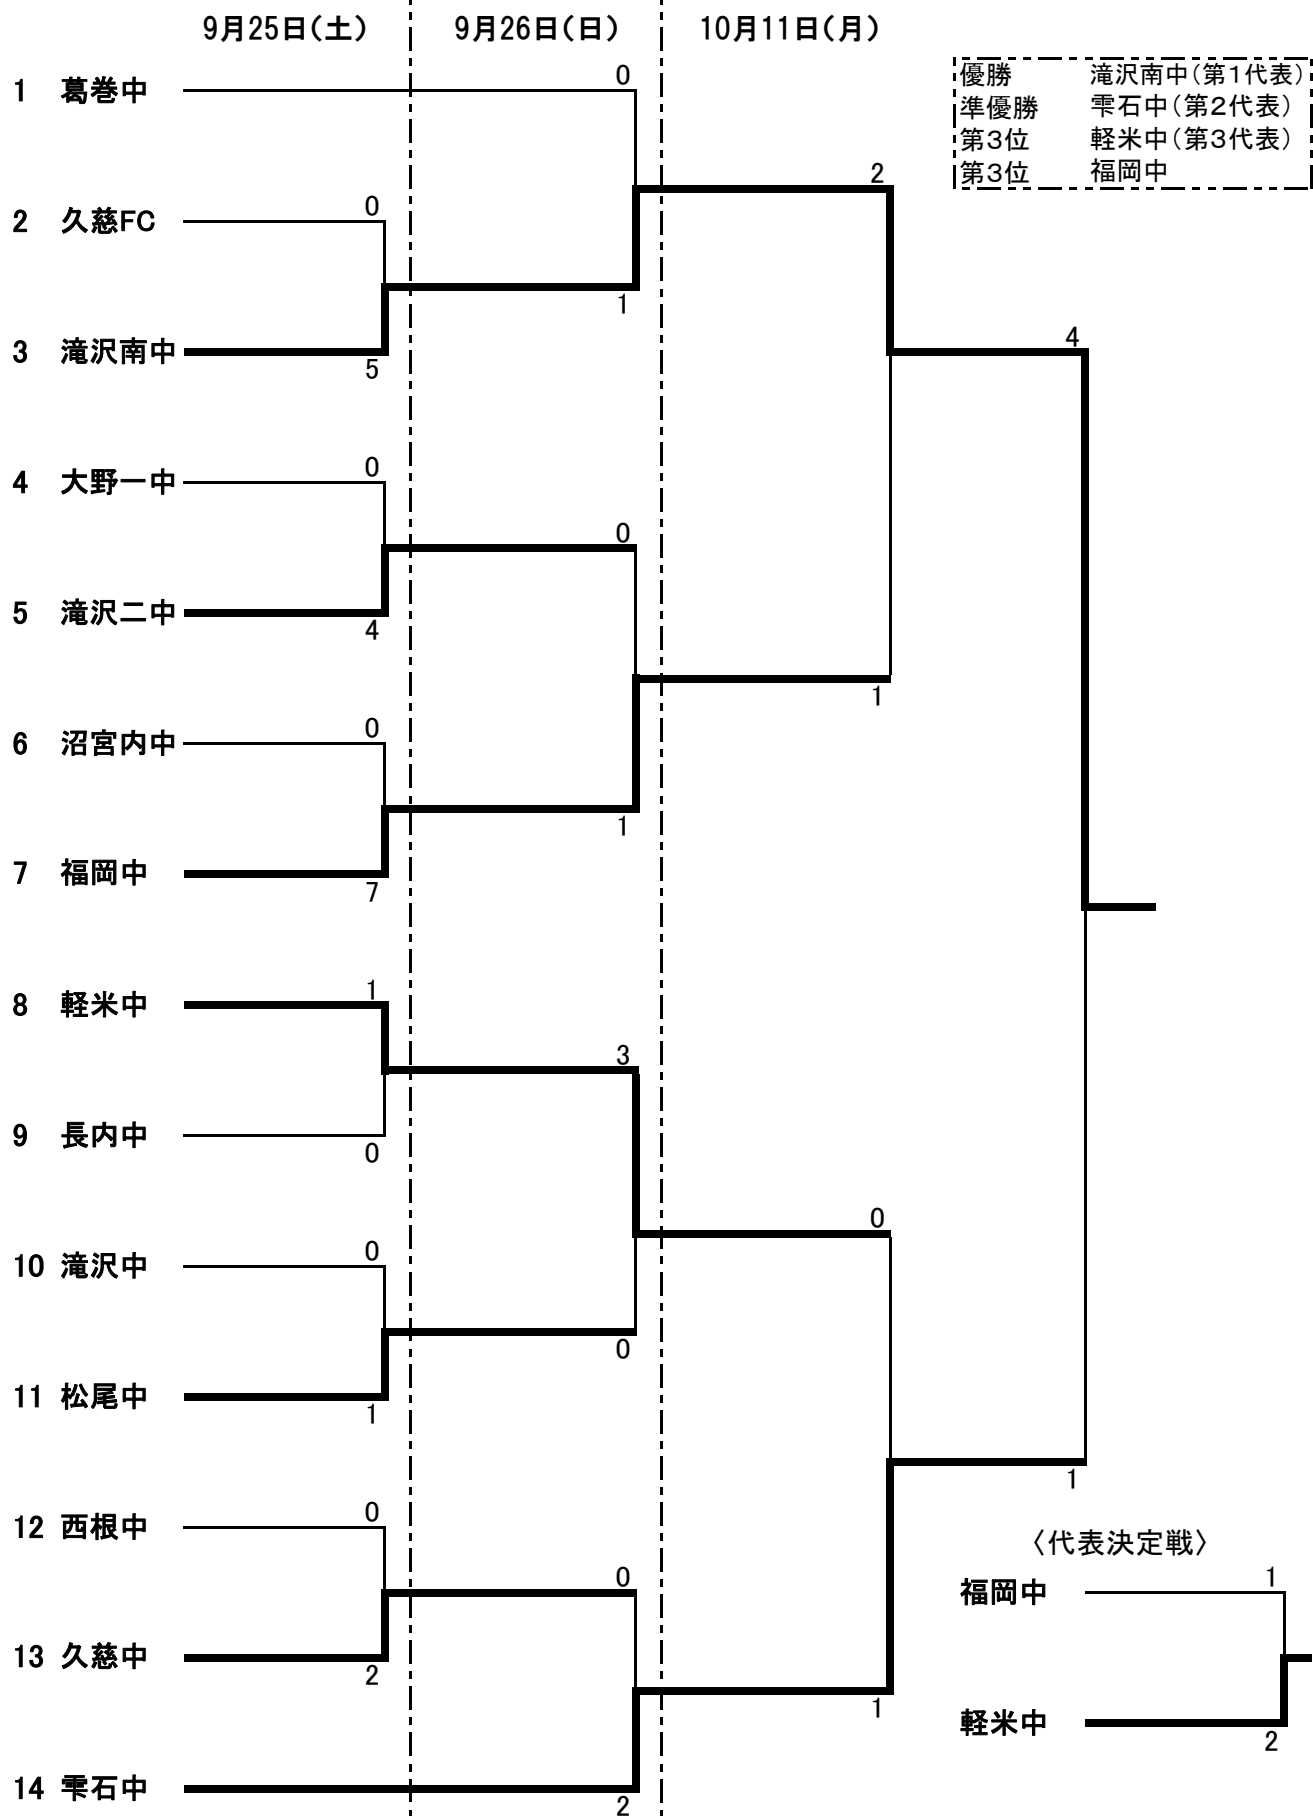 9月25日(土) 9月26日(日) 10月11日(月)
優勝 滝沢南中(第1代表)
準優勝 雫石中(第2代表)
第3位 軽米中(第3代表)
第3位 福岡中
0
1 葛巻中
2
0
2 久慈FC
1
4
3 滝沢南中
5
0
4 大野一中
0
5 滝沢二中
4
1
0
6 沼宮内中
1
7 福岡中
7
1
8 軽米中
3
9 長内中
0
0
0
10 滝沢中
0
11 松尾中
1
1
0
12 西根中
〈代表決定戦〉
0 1
福岡中
13 久慈中
2
1
軽米中
2
14 雫石中
2